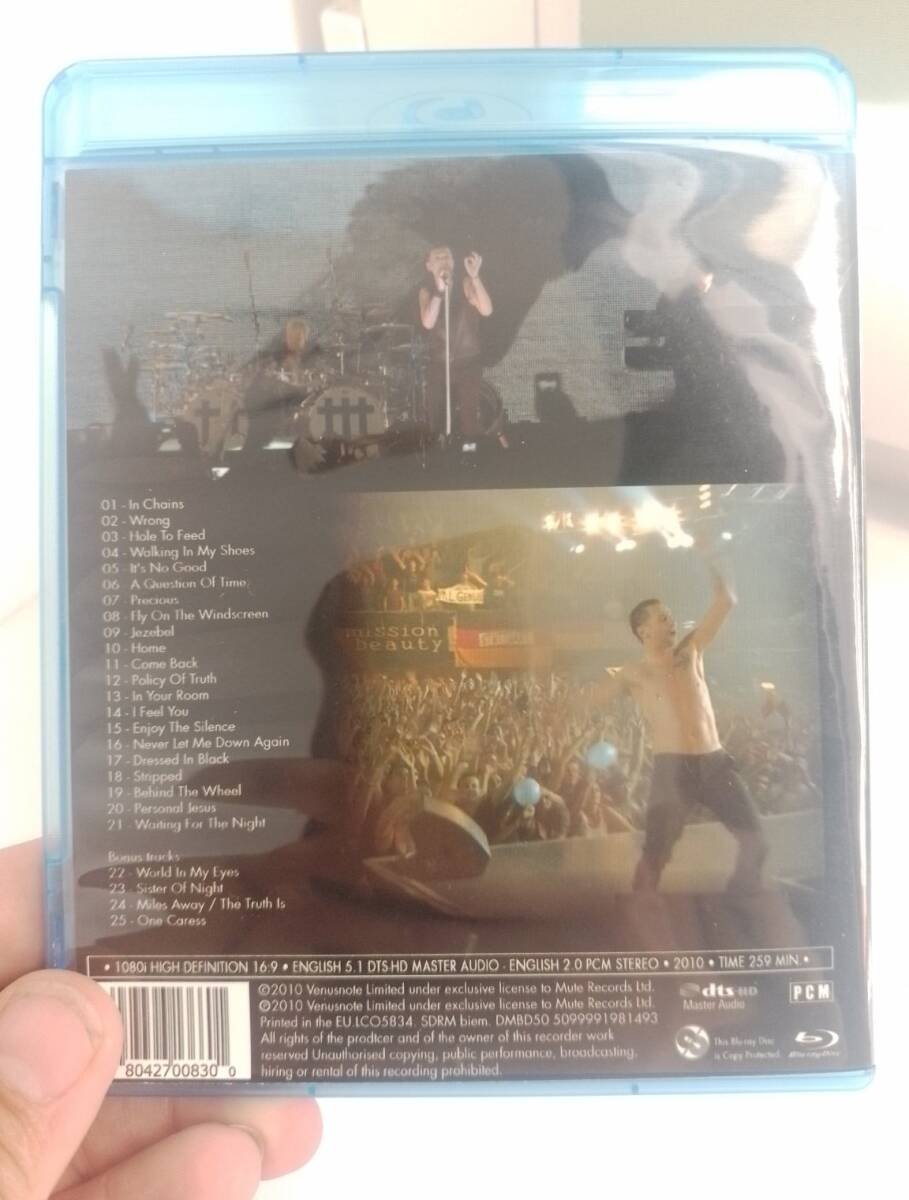 mission
beauty
01 - In Chains
02 - Wrong
03 - Hole To Feed
04 - Walking In My Shoes
05 - It's No Good
06 A Question Of Time
07 - Precious
08 - Fly On The Windscreen
09 - Jezebel
10 - Home
11 - Come Back
12 - Policy Of Truth
13 - In Your Room
14 - I Feel You
15 - Enjoy The Silence
16 - Never Let Me Down Again
17 - Dressed In Black
18 - Stripped
19 - Behind The Wheel
20 - Personal Jesus
21 - Waiting For The Night
Bonus tracks
22 - World In My Eyes
23 - Sister Of Night
24 - Miles Away / The Truth Is
25 - One Caress
• 1080i HIGH DEFINITION 16:9 • ENGLISH 5.1 DTS-HD MASTER AUDIO - ENGLISH 2.0 PCM STEREO • 2010 • TIME 259 MIN •
©2010 Venusnote Limited under exclusive license to Mute Records Ltd.
©2010 Venusnote Limited under exclusive license to Mute Records Ltd.
Printed in the EU.LC05834. SDRM biem. DMBD50 5099991981493
All rights of the prodtcer and of the owner of this recorder work
reserved Unauthorised copying, public performance, broadcasting,
hiring or rental of this recording prohibited.
8042700830 0
dts-HD
Master Audio
PCM
This Blu-ray Disc
is Copy Protected.
Blu-ray Disc